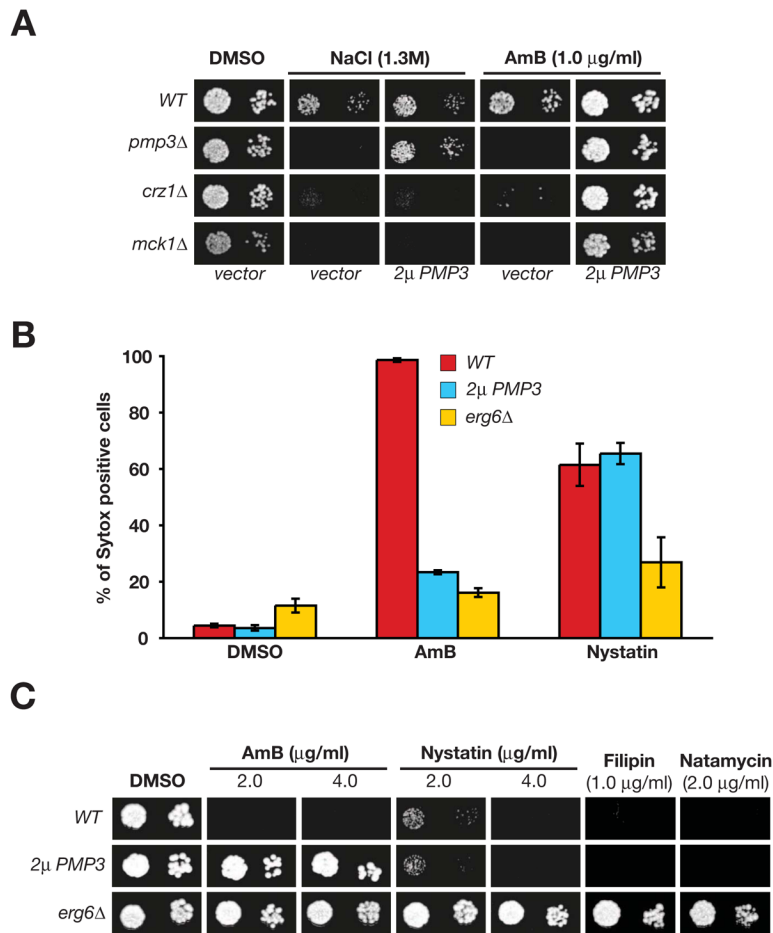 A
DMSO NaCl (1.3M) AmB (1.0 μg/ml)
WT
pmp3Δ
crz1Δ
mck1Δ
vector vector 2μ PMP3 vector 2μ PMP3
B
% of Sytox positive cells
100
80
60
40
20
0
WT
2μ PMP3
erg6Δ
DMSO AmB Nystatin
C
AmB (μg/ml) Nystatin (μg/ml) Filipin Natamycin
DMSO 2.0 4.0 2.0 4.0 (1.0 μg/ml) (2.0 μg/ml)
WT
2μ PMP3
erg6Δ